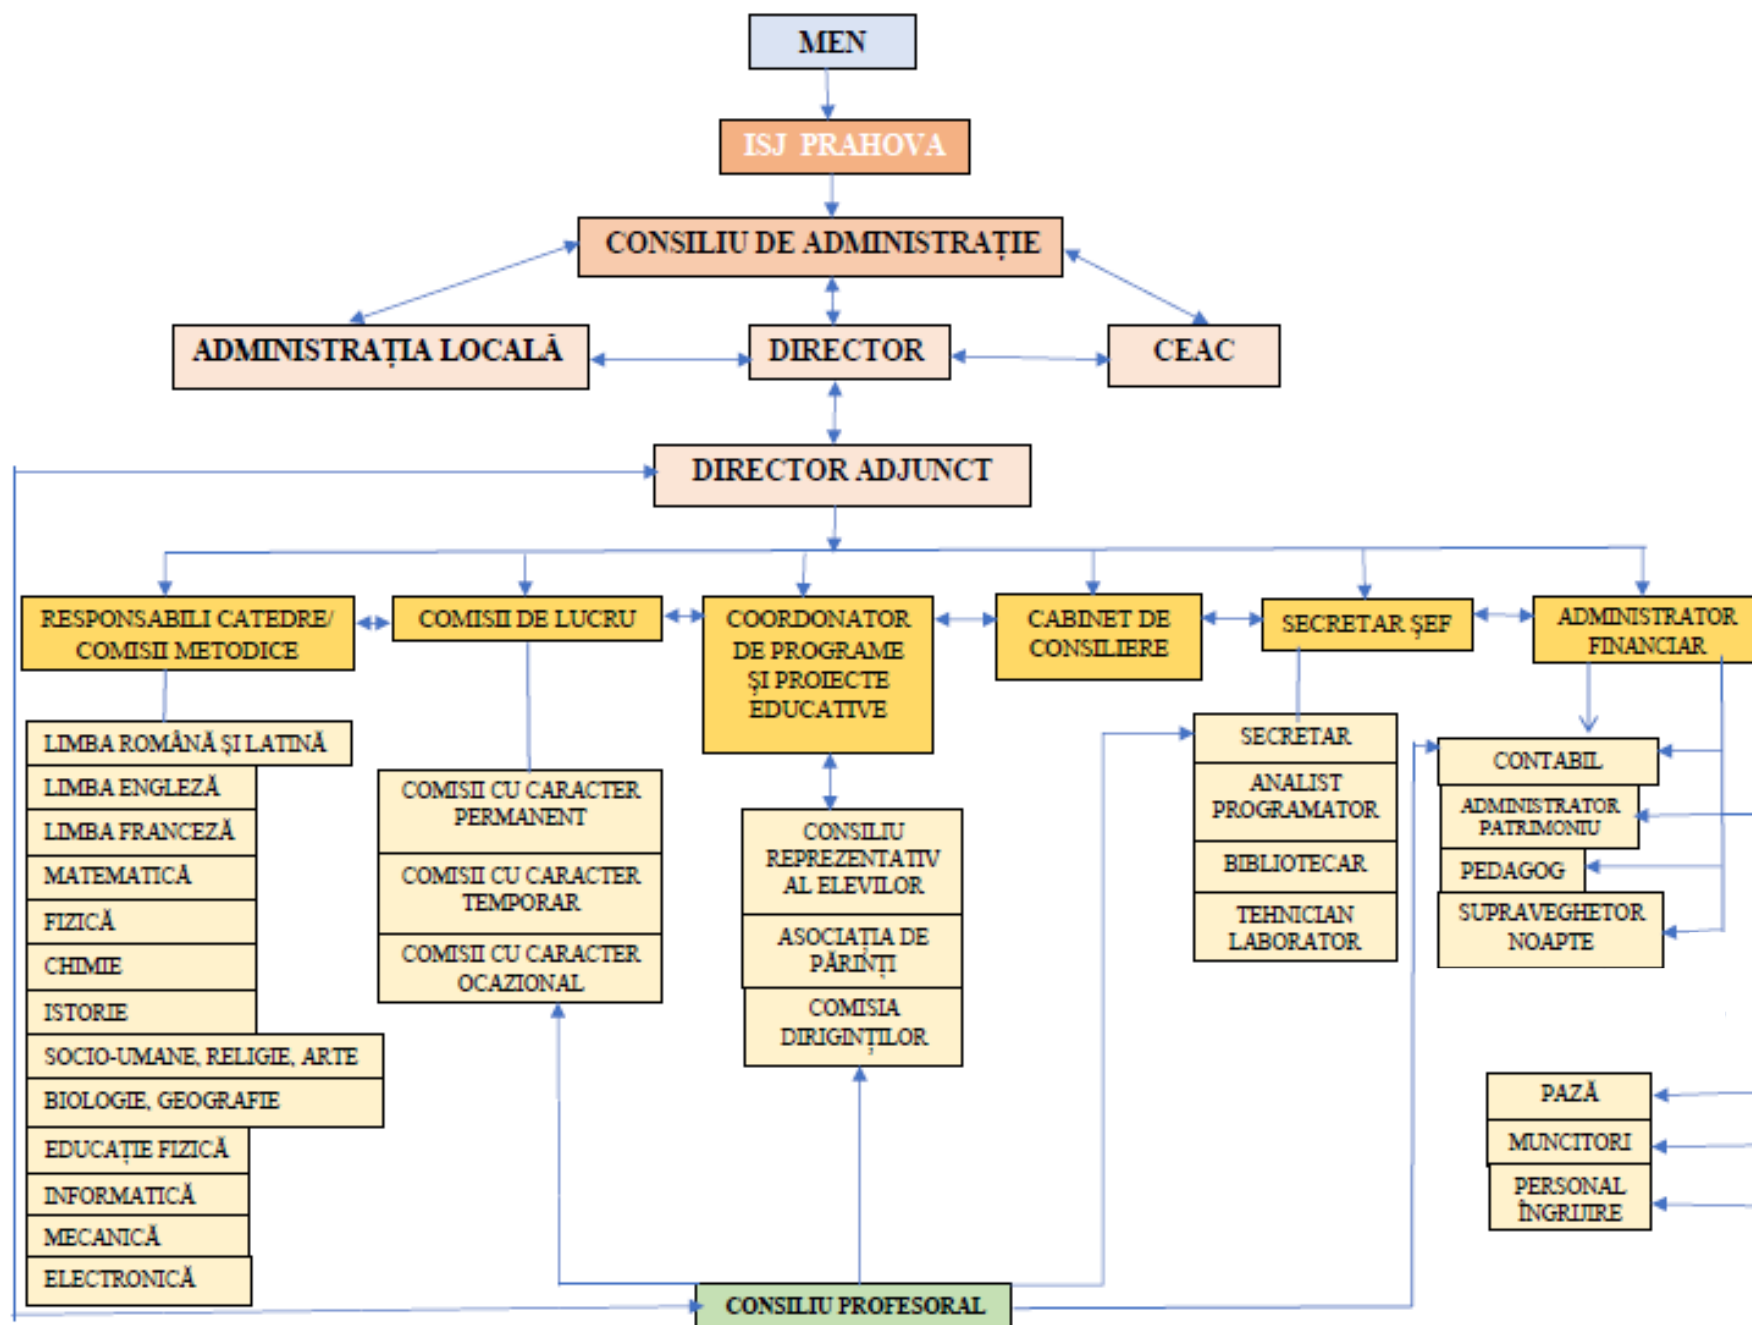 MEN
ISJ PRAHOVA
CONSILIU DE ADMINISTRAȚIE
ADMINISTRAȚIA LOCALĂ
DIRECTOR
CEAC
DIRECTOR ADJUNCT
RESPONSABILI CATEDRE/
COMISII METODICE
COMISII DE LUCRU
COORDONATOR
DE PROGRAME
ȘI PROIECTE
EDUCATIVE
CABINET DE
CONSILIERE
SECRETAR ȘEF
ADMINISTRATOR
FINANCIAR
LIMBA ROMÂNĂ ȘI LATINĂ
LIMBA ENGLEZĂ
LIMBA FRANCEZĂ
MATEMATICĂ
FIZICĂ
CHIMIE
ISTORIE
SOCIO-UMANE, RELIGIE, ARTE
BIOLOGIE, GEOGRAFIE
EDUCAȚIE FIZICĂ
INFORMATICĂ
MECANICĂ
ELECTRONICĂ
COMISII CU CARACTER
PERMANENT
COMISII CU CARACTER
TEMPORAR
COMISII CU CARACTER
OCAZIONAL
CONSILIU
REPREZENTATIV
AL ELEVILOR
ASOCIAȚIA DE
PĂRINȚI
COMISIA
DIRIGINȚILOR
SECRETAR
ANALIST
PROGRAMATOR
BIBLIOTECAR
TEHNICIAN
LABORATOR
CONTABIL
ADMINISTRATOR
PATRIMONIU
PEDAGOG
SUPRAVEGHETOR
NOAPTE
PAZĂ
MUNCITORI
PERSONAL
ÎNGRIJIRE
CONSILIU PROFESORAL